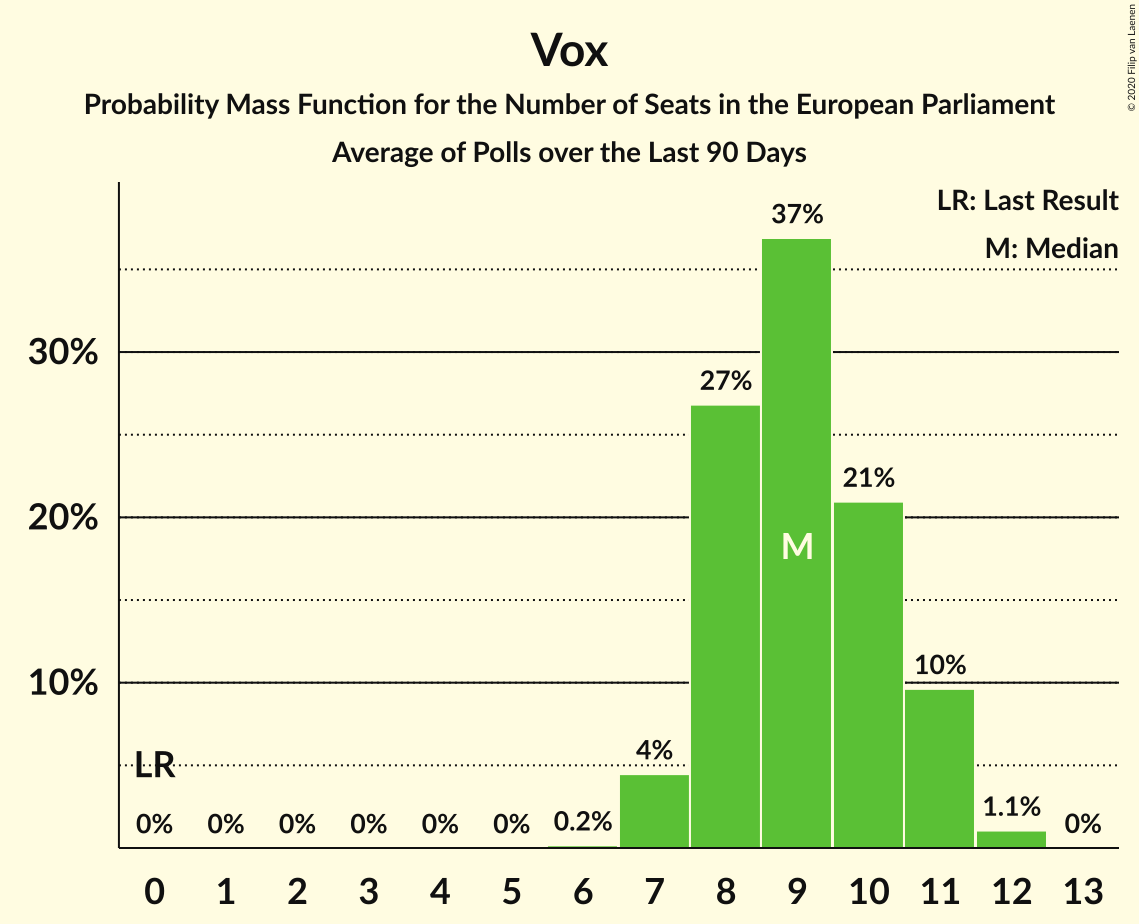 Vox
Probability Mass Function for the Number of Seats in the European Parliament
Average of Polls over the Last 90 Days
© 2020 Filip van Laenen
LR: Last Result
M: Median
37%
30%
27%
21%
20%
M
10%
10%
4%
LR
1.1%
0% 0% 0% 0% 0% 0% 0.2% 0%
0 1 2 3 4 5 6 7 8 9 10 11 12 13